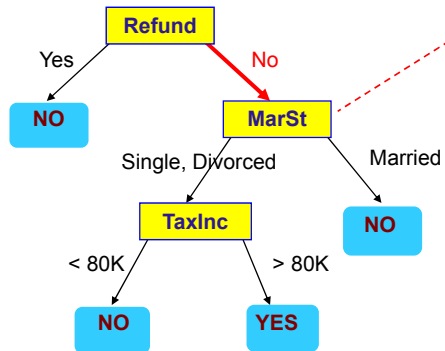 Refund
Yes
No
NO
MarSt
Single, Divorced
Married
TaxInc
NO
< 80K
> 80K
NO
YES